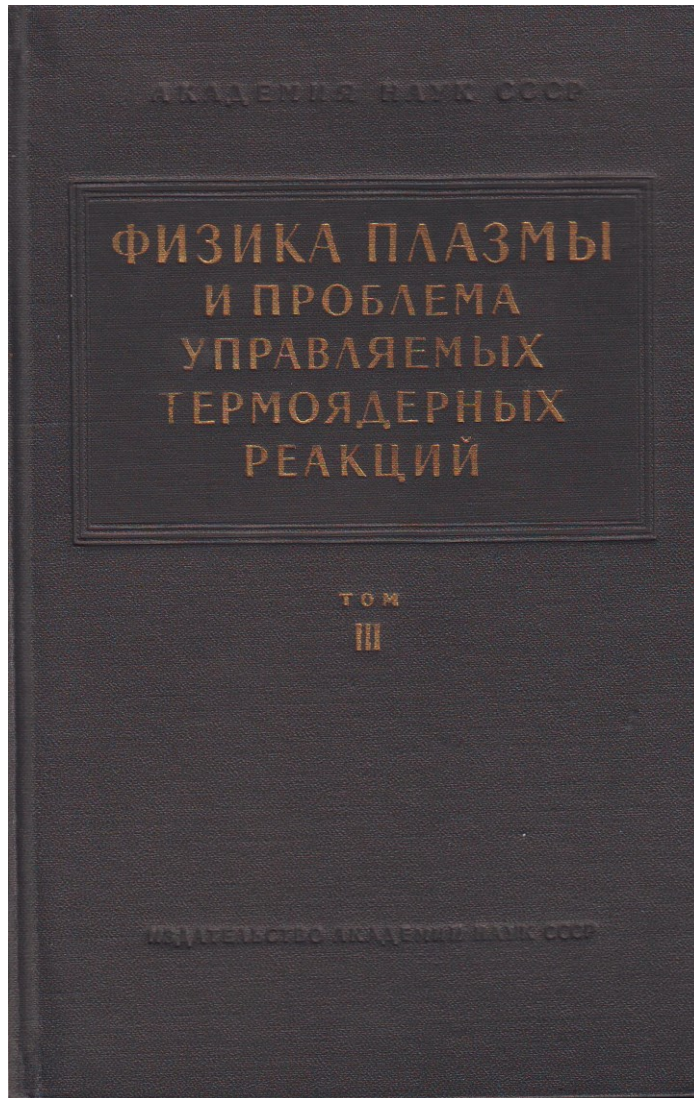 АКАДЕМИЯ НАУК СССР
ФИЗИКА ПЛАЗМЫ
И ПРОБЛЕМА
УПРАВЛЯЕМЫХ
ТЕРМОЯДЕРНЫХ
РЕАКЦИЙ
ТОМ
III
ИЗДАТЕЛЬСТВО АКАДЕМИИ НАУК СССР